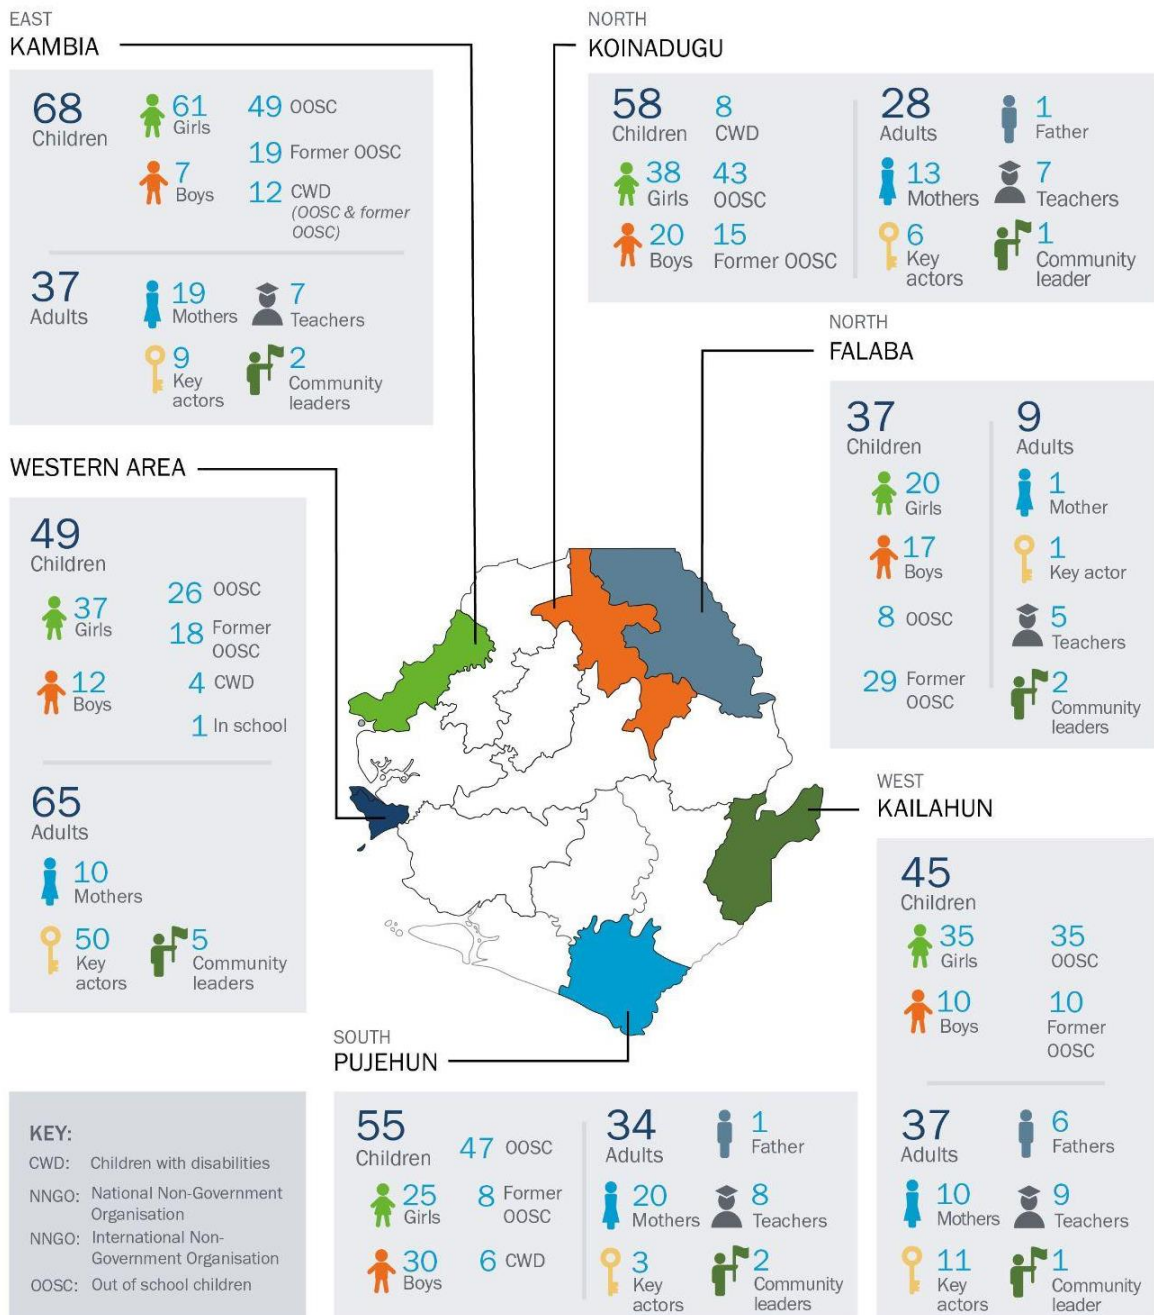 EAST
KAMBIA
68
Children
61
Girls
7
Boys
49 OOSC
19 Former OOSC
12 CWD
(OOSC & former
OOSC)
37
Adults
19
Mothers
7
Teachers
9
Key
actors
2
Community
leaders
NORTH
KOINADUGU
58
Children
8
CWD
38
Girls
43
OOSC
20
Boys
15
Former OOSC
28
Adults
1
Father
13
Mothers
7
Teachers
6
Key
actors
1
Community
leader
NORTH
FALABA
37
Children
20
Girls
17
Boys
8 OOSC
29 Former
OOSC
9
Adults
1
Mother
1
Key actor
5
Teachers
2
Community
leaders
WESTERN AREA
49
Children
37
Girls
12
Boys
26 OOSC
18 Former
OOSC
4 CWD
1 In school
65
Adults
10
Mothers
50
Key
actors
5
Community
leaders
WEST
KAILAHUN
45
Children
35
Girls
35
OOSC
10
Boys
10
Former
OOSC
37
Adults
6
Fathers
10
Mothers
9
Teachers
11
Key
actors
1
Community
leader
SOUTH
PUJEHUN
55
Children
25
Girls
30
Boys
47 OOSC
8 Former
OOSC
6 CWD
34
Adults
1
Father
20
Mothers
8
Teachers
3
Key
actors
2
Community
leaders
KEY:
CWD: Children with disabilities
NNGO: National Non-Government
Organisation
NNGO: International Non-
Government Organisation
OOSC: Out of school children